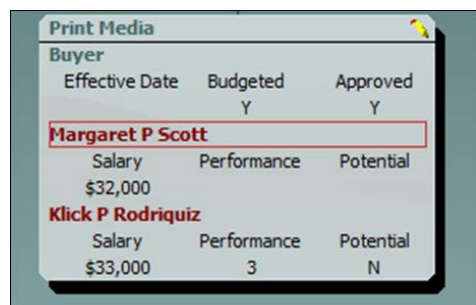 Print Media
Buyer
Effective Date Budgeted Approved
Y Y
Margaret P Scott
Salary Performance Potential
$32,000
Klick P Rodriquiz
Salary Performance Potential
$33,000 3 N